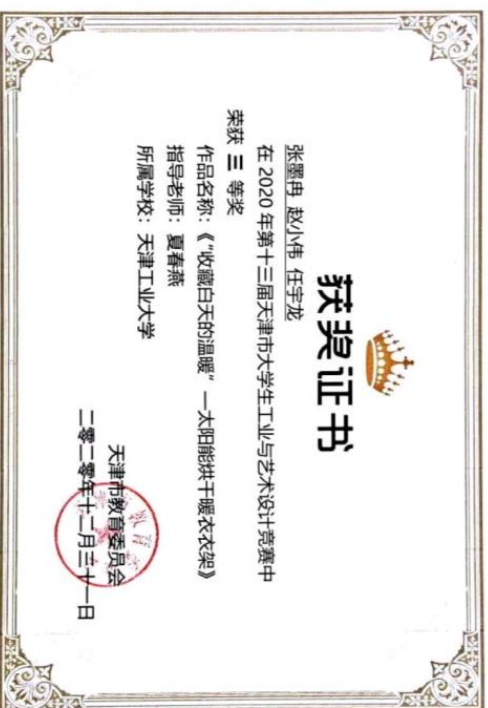 获奖证书
张墨冉 赵小伟 任宇龙
在 2020 年第十三届天津市大学生工业与艺术设计竞赛中
荣获 三 等奖
作品名称：《“收藏白天的温暖” —太阳能烘干暖衣衣架》
指导老师：夏春燕
所属学校：天津工业大学
天津市教育委员会
二零二零年十二月三十一日